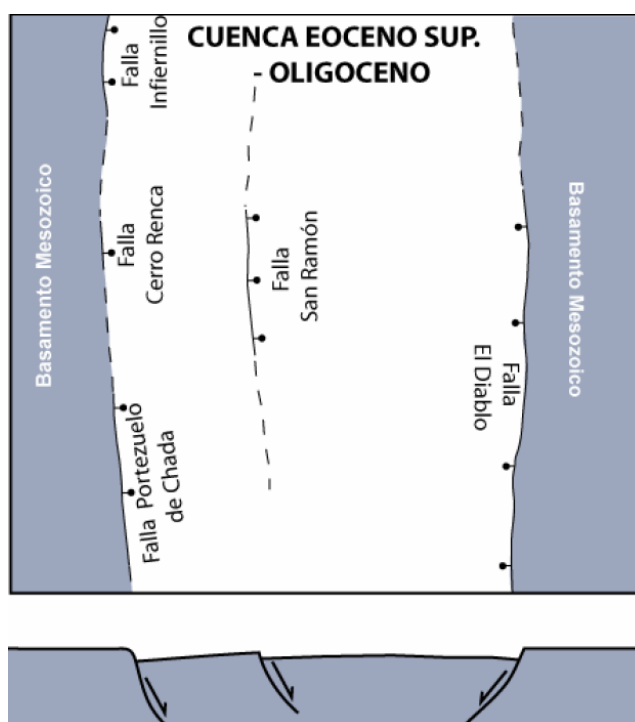 CUENCA EOCENO SUP.
- OLIGOCENO
Falla
Infiernillo
Basamento Mesozoico
Falla
Cerro Renca
Falla
San Ramón
Basamento Mesozoico
Falla
El Diablo
Falla Portezuelo
de Chada